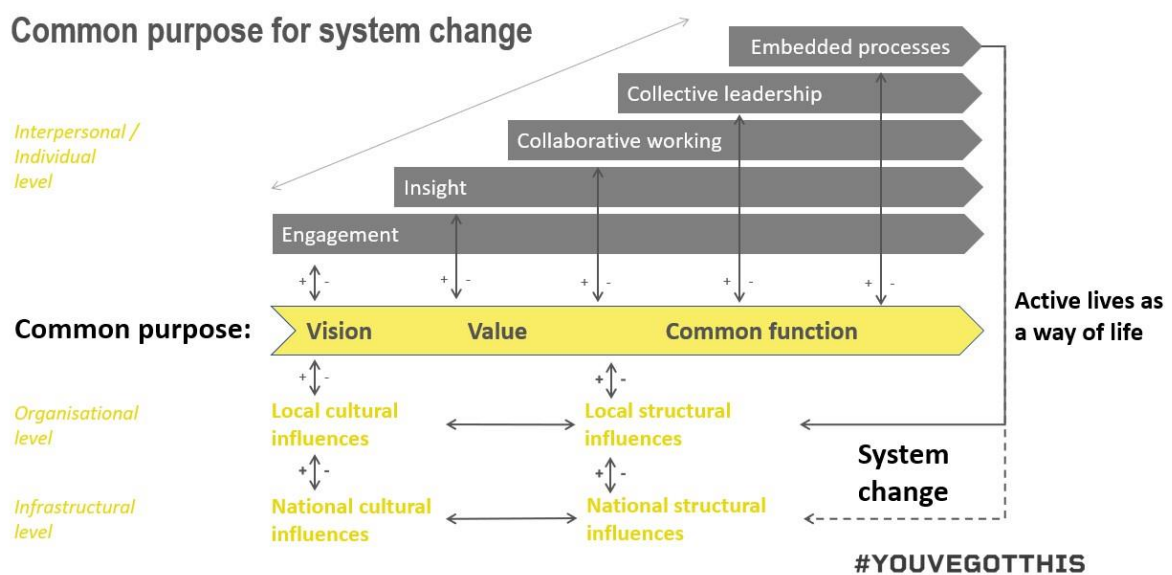 Common purpose for system change
Embedded processes
Collective leadership
Interpersonal /
Individual
level
Collaborative working
Insight
Engagement
+ -
+ -
+ -
+ -
+ -
Common purpose:
Vision
Value
Common function
Active lives as
a way of life
+ -
+ -
Organisational
level
Local cultural
influences
Local structural
influences
System
change
+ -
+ -
Infrastructural
level
National cultural
influences
National structural
influences
#YOUVEGOTTHIS